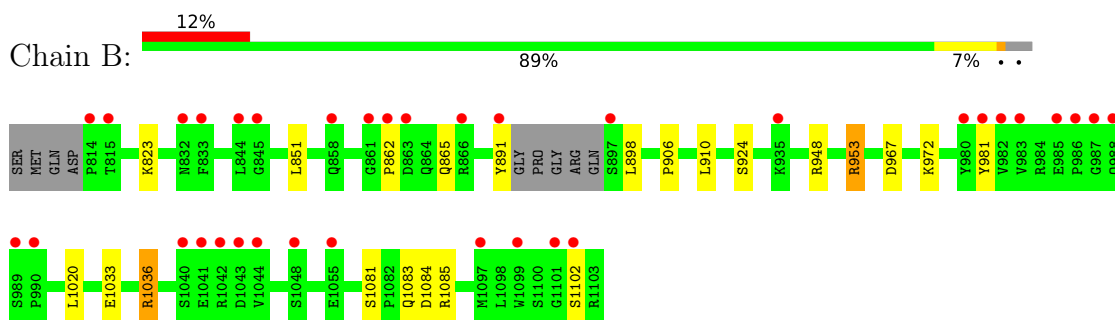 12%
Chain B:
89% 7% • •
SER MET GLN ASP P814 T815 K823 N832 F833 L844 G845 L851 Q858 G861 P862 D863 Q864 Q865 R866 Y891 GLY PRO GLY ARG GLN S897 L898 P906 L910 S924 K935 R948 R953 D967 K972 Y980 Y981 V982 V983 R984 E985 P986 G987 Q988
S989 P990 L1020 E1033 R1036 S1040 E1041 R1042 D1043 V1044 S1048 E1055 S1081 P1082 Q1083 D1084 R1085 M1097 L1098 W1099 S1100 G1101 S1102 R1103